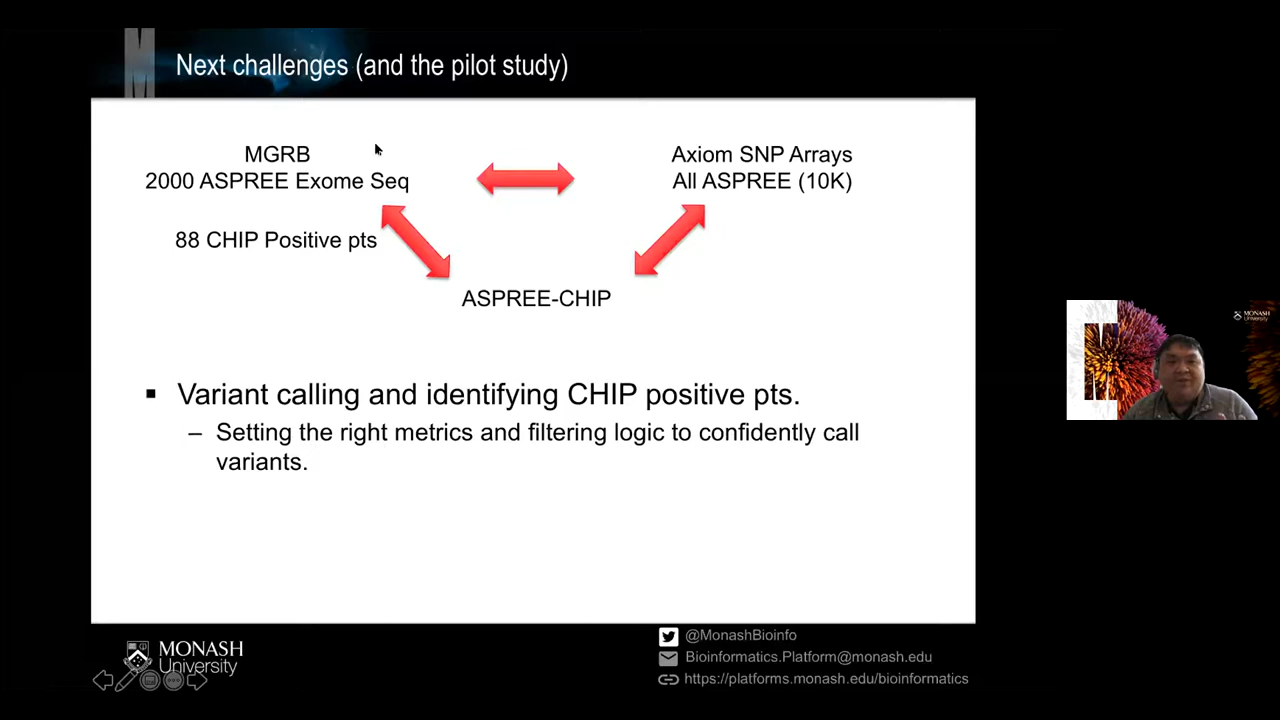 Next challenges (and the pilot study)
MGRB
2000 ASPREE Exome Seq
88 CHIP Positive pts
Axiom SNP Arrays
All ASPREE (10K)
ASPREE-CHIP
▪ Variant calling and identifying CHIP positive pts.
– Setting the right metrics and filtering logic to confidently call
variants.
MONASH
University
MONASH
University
@MonashBioinfo
Bioinformatics.Platform@monash.edu
https://platforms.monash.edu/bioinformatics